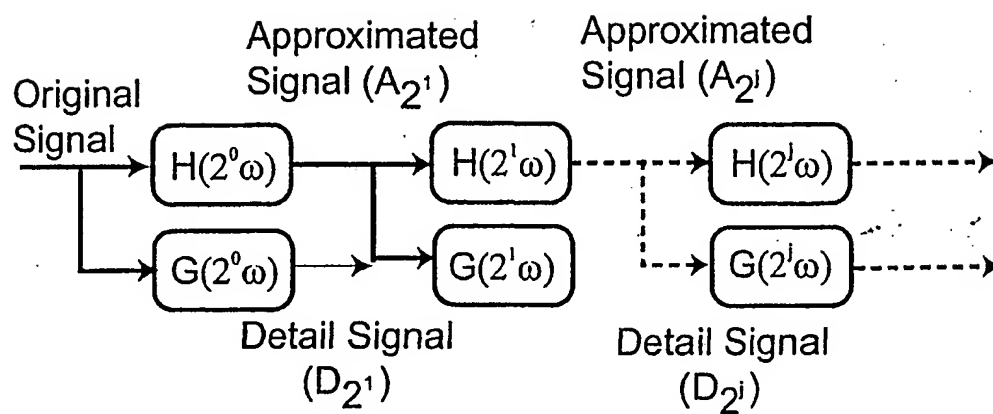 Approximated
Signal (A₂¹)
Approximated
Signal (A₂ʲ)
Original
Signal
H(2⁰ω)
H(2¹ω)
H(2ʲω)
G(2⁰ω)
G(2¹ω)
G(2ʲω)
Detail Signal
(D₂¹)
Detail Signal
(D₂ʲ)